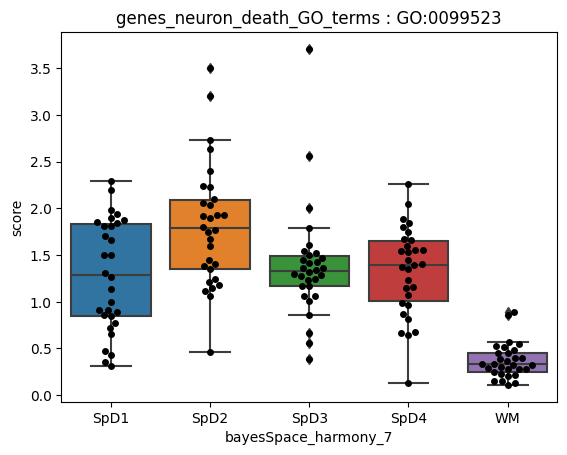 genes_neuron_death_GO_terms : GO:0099523
score
3.5
3.0
2.5
2.0
1.5
1.0
0.5
0.0
SpD1 SpD2 SpD3 SpD4 WM
bayesSpace_harmony_7